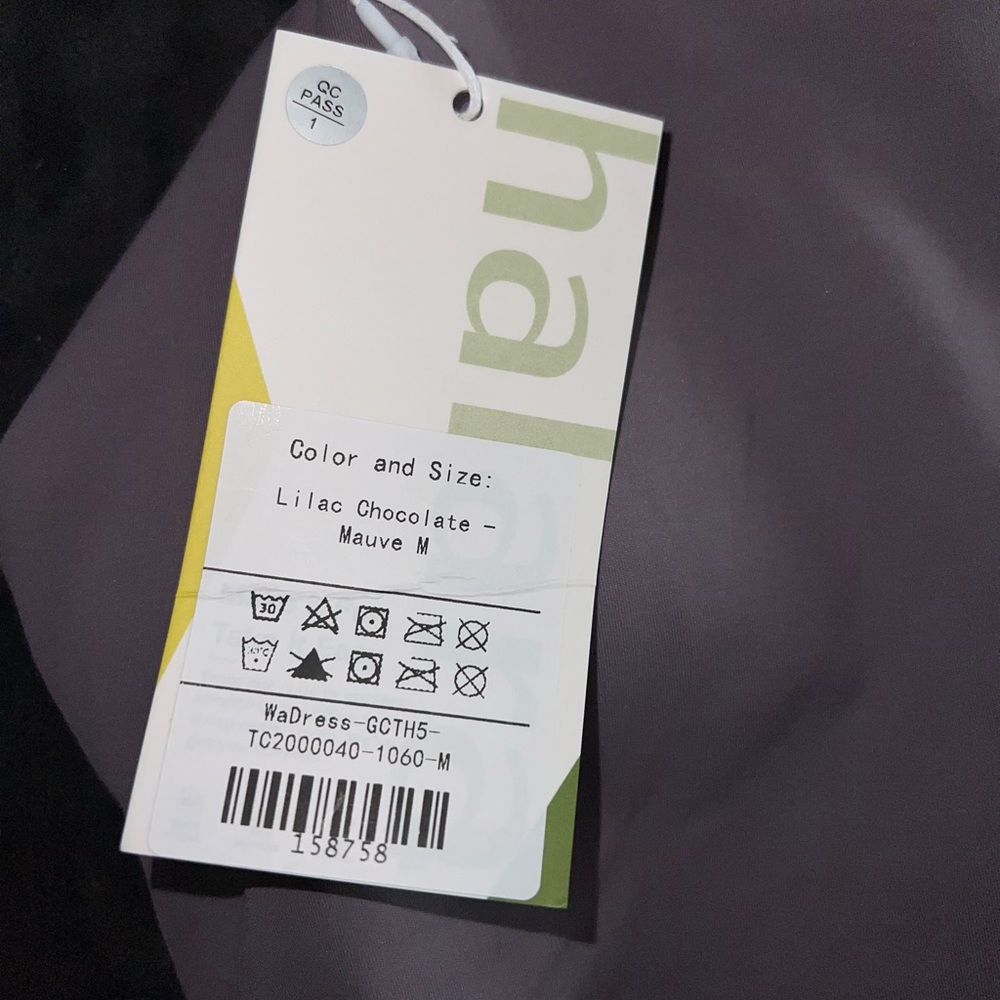 QC
PASS
1
hal
Color and Size:
Lilac Chocolate -
Mauve M
30
WaDress-GCTH5-
TC2000040-1060-M
158758